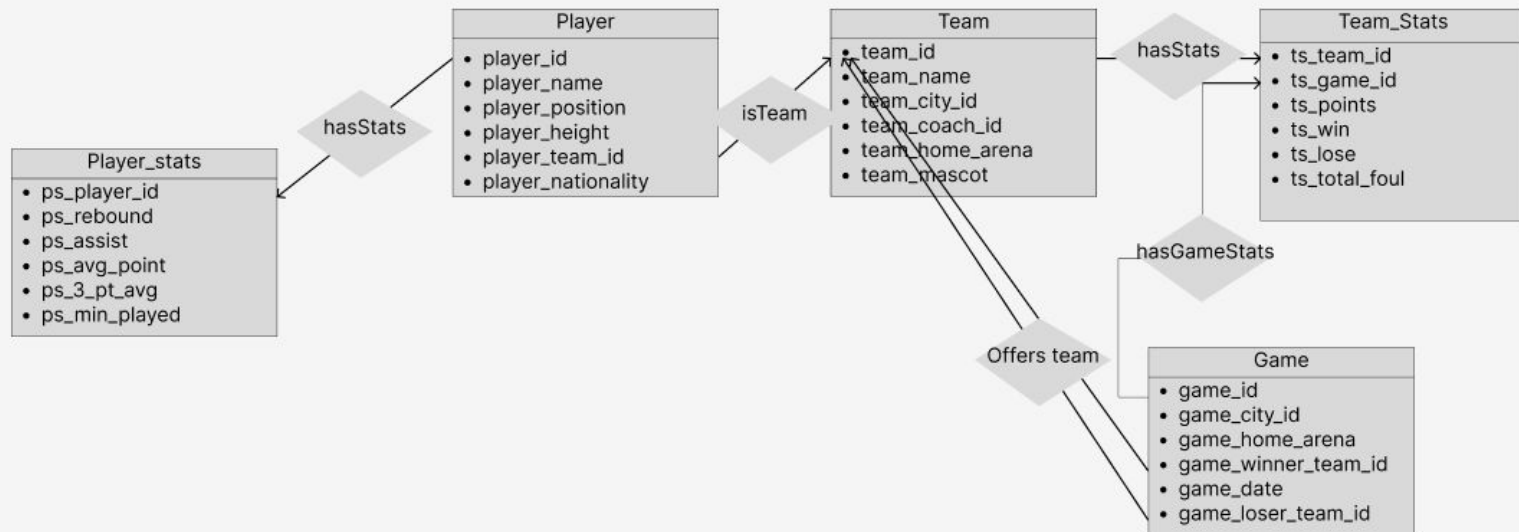 Player
• player_id
• player_name
• player_position
• player_height
• player_team_id
• player_nationality
Team
• team_id
• team_name
• team_city_id
• team_coach_id
• team_home_arena
• team_mascot
Team_Stats
• ts_team_id
• ts_game_id
• ts_points
• ts_win
• ts_lose
• ts_total_foul
hasStats
isTeam
hasStats
Player_stats
• ps_player_id
• ps_rebound
• ps_assist
• ps_avg_point
• ps_3_pt_avg
• ps_min_played
hasGameStats
Offers team
Game
• game_id
• game_city_id
• game_home_arena
• game_winner_team_id
• game_date
• game_loser_team_id